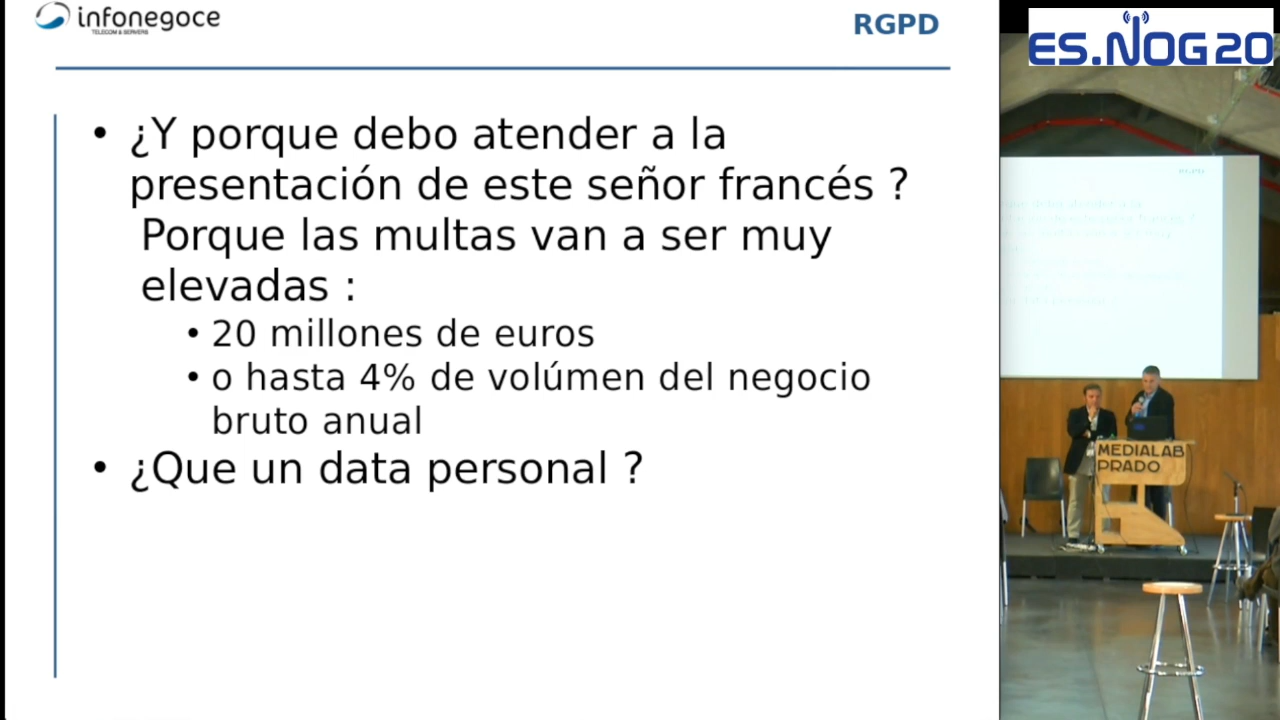 infonegoce
TELECOM & SERVERS
RGPD
ES.NOG20
• ¿Y porque debo atender a la
presentación de este señor francés ?
Porque las multas van a ser muy
elevadas :
• 20 millones de euros
• o hasta 4% de volúmen del negocio
bruto anual
• ¿Que un data personal ?
RGPD
MEDIALAB
PRADO